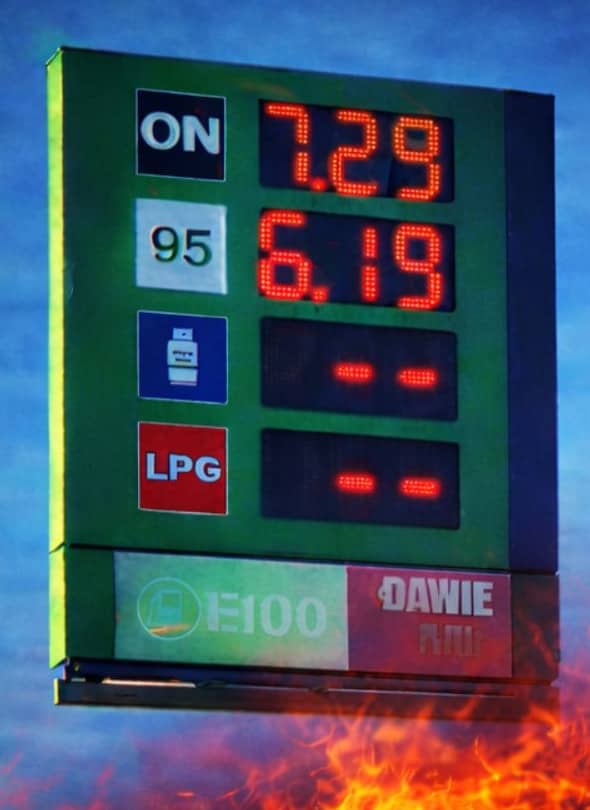 ON 7.29
95 6.19
- -
LPG - -
E100 DAWIE